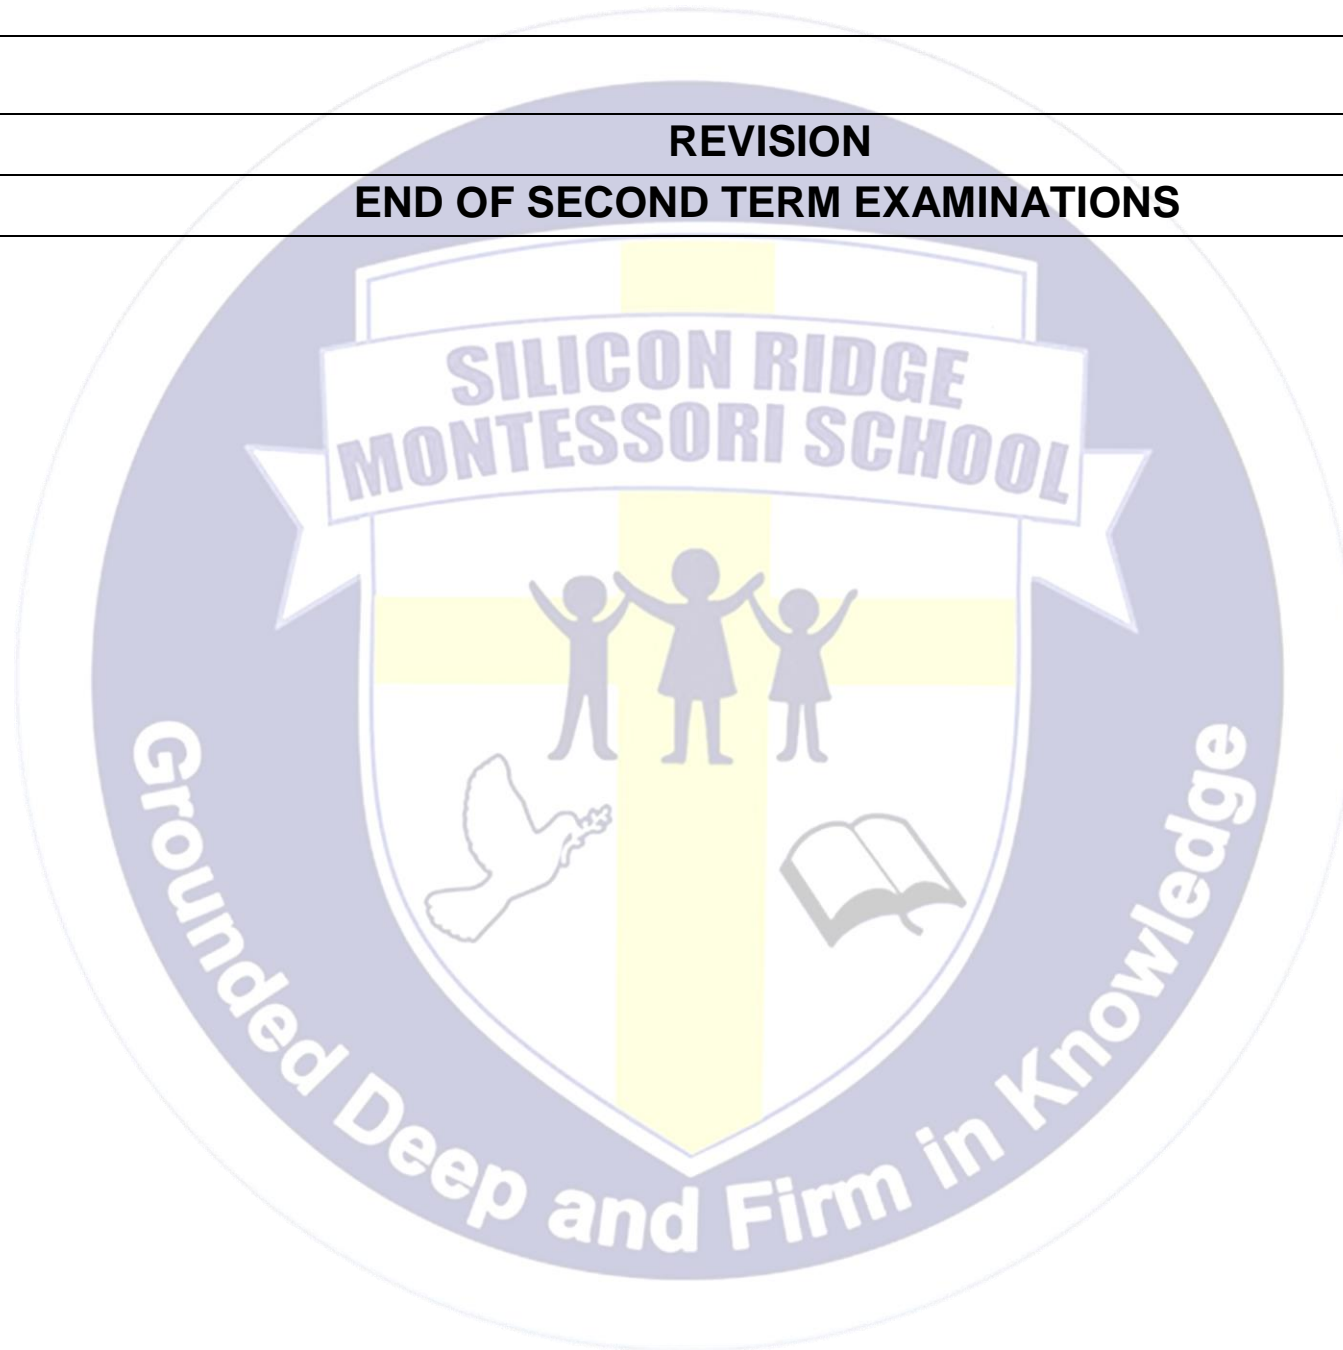 REVISION
END OF SECOND TERM EXAMINATIONS
SILICON RIDGE
MONTESSORI SCHOOL
Grounded Deep and Firm in Knowledge